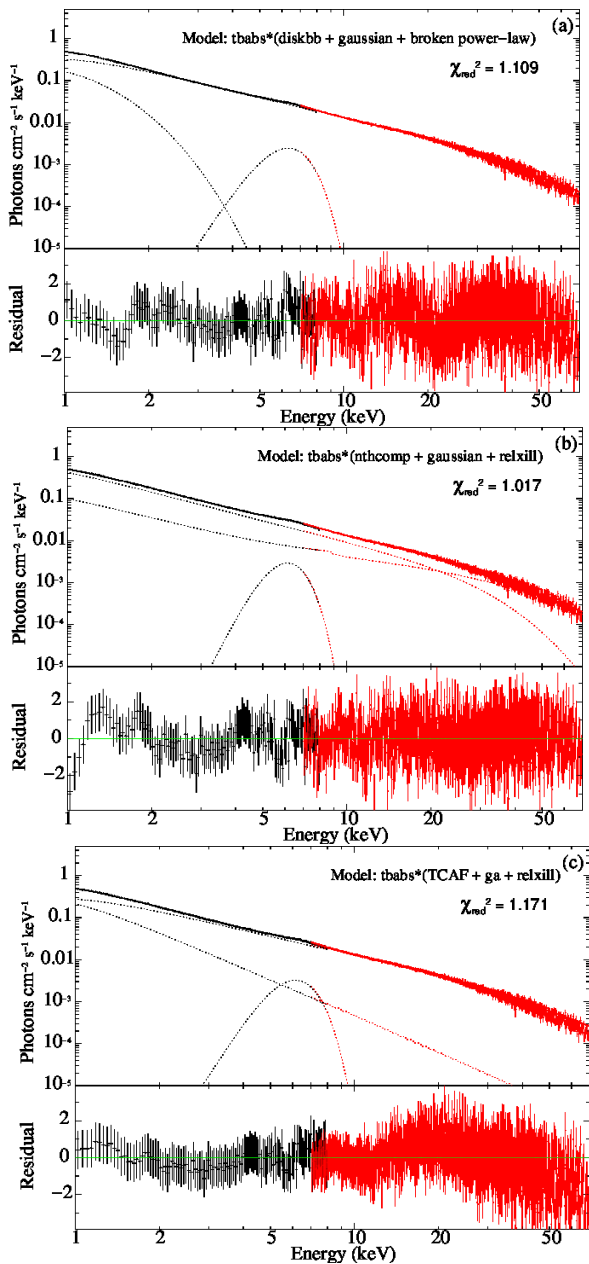 (a)
Model: tbabs*(diskbb + gaussian + broken power−law)
χred² = 1.109
Photons cm⁻² s⁻¹ keV⁻¹
1
0.1
0.01
10⁻³
10⁻⁴
10⁻⁵
Residual
2
0
−2
1 2 5 10 20 50
Energy (keV)
(b)
Model: tbabs*(nthcomp + gaussian + relxill)
χred² = 1.017
Photons cm⁻² s⁻¹ keV⁻¹
1
0.1
0.01
10⁻³
10⁻⁴
10⁻⁵
Residual
2
0
−2
1 2 5 10 20 50
Energy (keV)
(c)
Model: tbabs*(TCAF + ga + relxill)
χred² = 1.171
Photons cm⁻² s⁻¹ keV⁻¹
1
0.1
0.01
10⁻³
10⁻⁴
10⁻⁵
Residual
2
0
−2
1 2 5 10 20 50
Energy (keV)